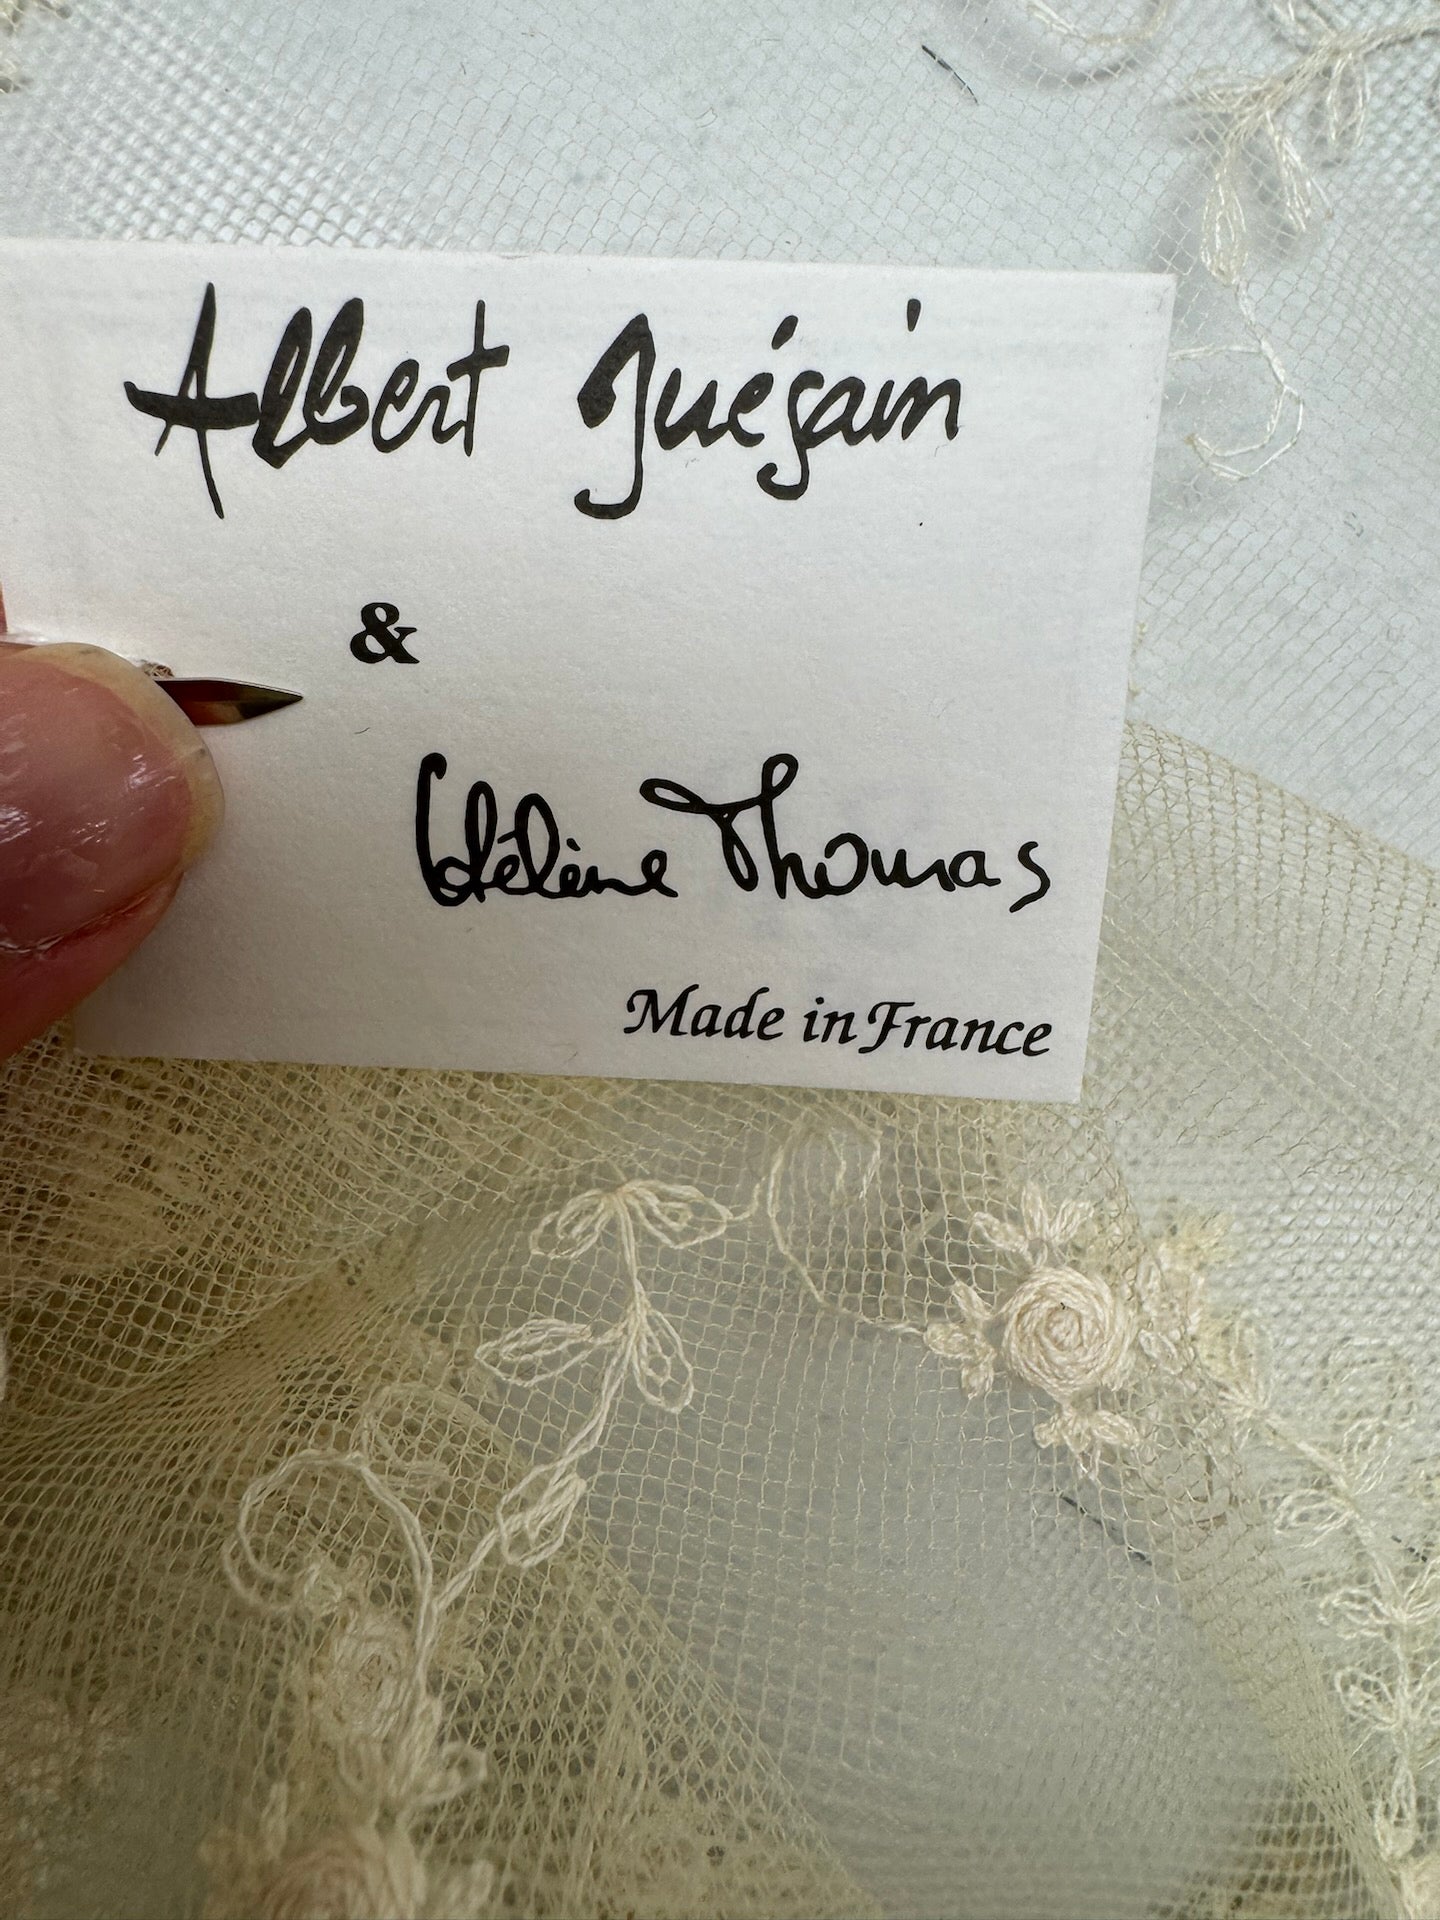 Albert Guégain
&
Hélène Thomas
Made in France